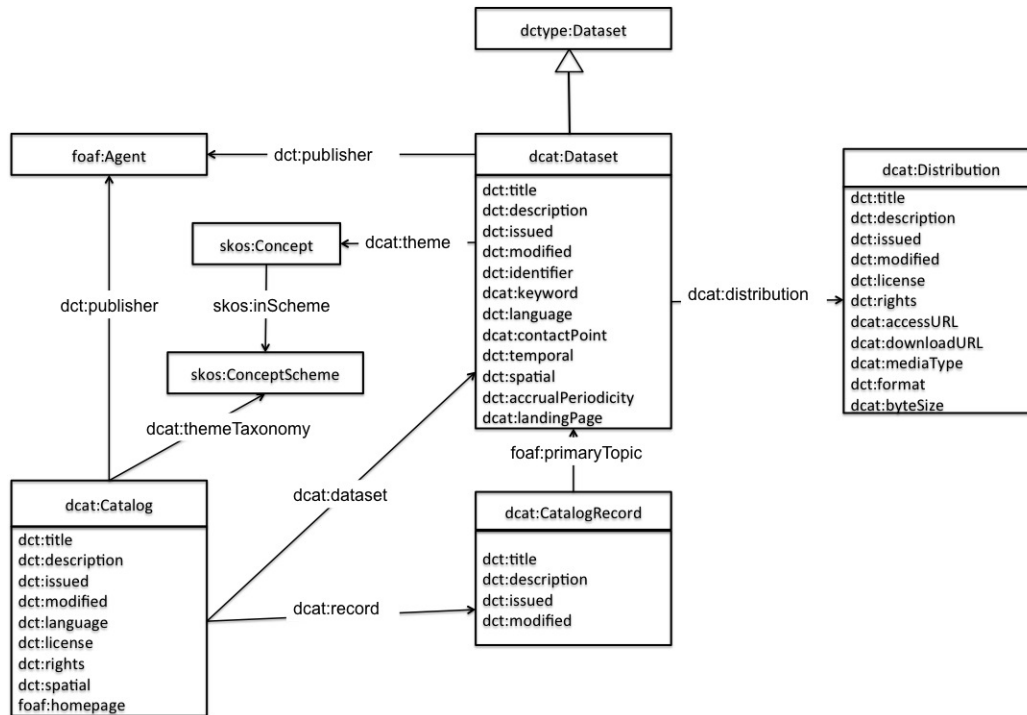 dctype:Dataset
foaf:Agent
dct:publisher
dcat:Dataset
dct:title
dct:description
dct:issued
dct:modified
dct:identifier
dcat:keyword
dct:language
dcat:contactPoint
dct:temporal
dct:spatial
dct:accrualPeriodicity
dcat:landingPage
dcat:Distribution
dct:title
dct:description
dct:issued
dct:modified
dct:license
dct:rights
dcat:accessURL
dcat:downloadURL
dcat:mediaType
dct:format
dcat:byteSize
skos:Concept
dcat:theme
dcat:distribution
dct:publisher
skos:inScheme
skos:ConceptScheme
dcat:themeTaxonomy
foaf:primaryTopic
dcat:dataset
dcat:Catalog
dct:title
dct:description
dct:issued
dct:modified
dct:language
dct:license
dct:rights
dct:spatial
foaf:homepage
dcat:record
dcat:CatalogRecord
dct:title
dct:description
dct:issued
dct:modified